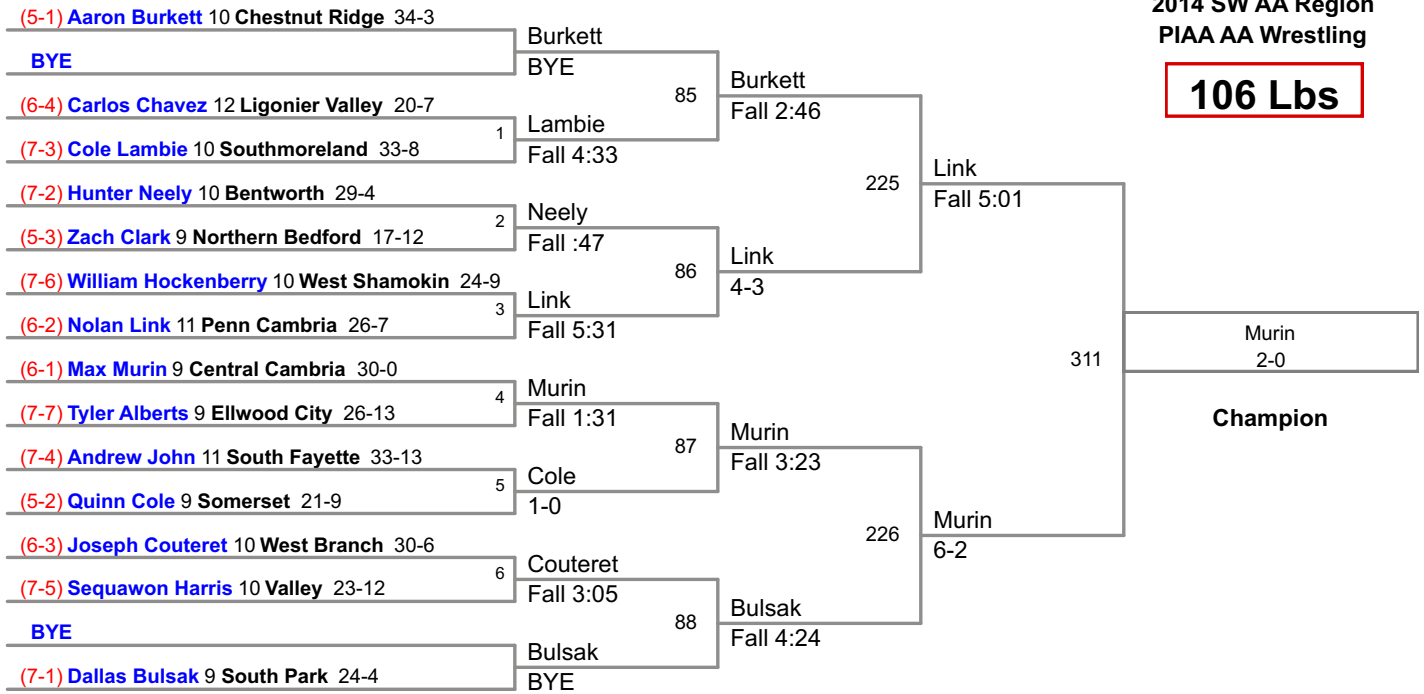 2014 SW AA Region
PIAA AA Wrestling
106 Lbs
(5-1) Aaron Burkett 10 Chestnut Ridge 34-3
BYE
(6-4) Carlos Chavez 12 Ligonier Valley 20-7
(7-3) Cole Lambie 10 Southmoreland 33-8
(7-2) Hunter Neely 10 Bentworth 29-4
(5-3) Zach Clark 9 Northern Bedford 17-12
(7-6) William Hockenberry 10 West Shamokin 24-9
(6-2) Nolan Link 11 Penn Cambria 26-7
(6-1) Max Murin 9 Central Cambria 30-0
(7-7) Tyler Alberts 9 Ellwood City 26-13
(7-4) Andrew John 11 South Fayette 33-13
(5-2) Quinn Cole 9 Somerset 21-9
(6-3) Joseph Couteret 10 West Branch 30-6
(7-5) Sequawon Harris 10 Valley 23-12
BYE
(7-1) Dallas Bulsak 9 South Park 24-4
Burkett
BYE
1
Lambie
Fall 4:33
2
Neely
Fall :47
3
Link
Fall 5:31
4
Murin
Fall 1:31
5
Cole
1-0
6
Couteret
Fall 3:05
Bulsak
BYE
85
Burkett
Fall 2:46
86
Link
4-3
87
Murin
Fall 3:23
88
Bulsak
Fall 4:24
225
Link
Fall 5:01
226
Murin
6-2
311
Murin
2-0
Champion